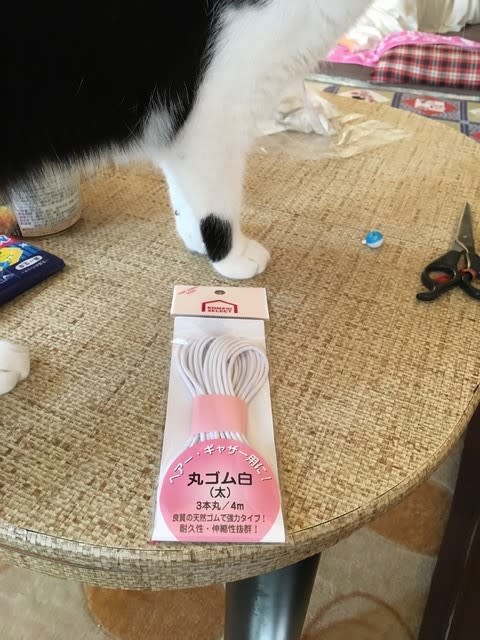 KOMERI
SELECT
ヘアー・ギャザー用に!
丸ゴム白
(太)
3本丸/4m
良質の天然ゴムで強力タイプ!
耐久性・伸縮性抜群!